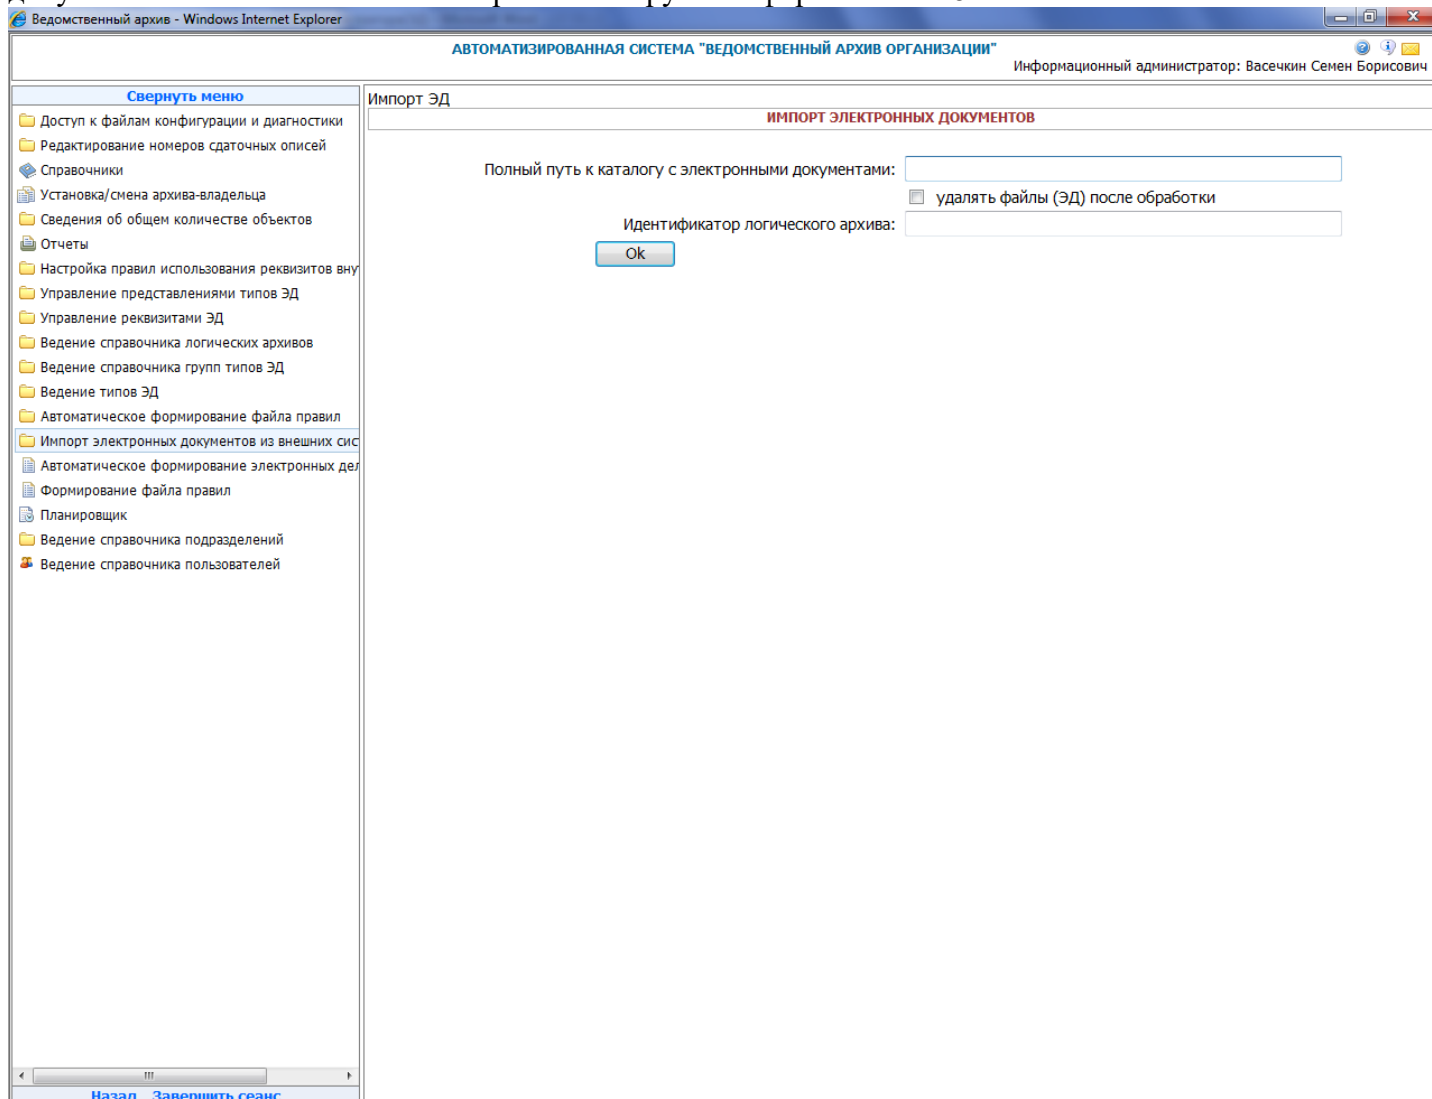 Ведомственный архив - Windows Internet Explorer
АВТОМАТИЗИРОВАННАЯ СИСТЕМА "ВЕДОМСТВЕННЫЙ АРХИВ ОРГАНИЗАЦИИ"
Информационный администратор: Васечкин Семен Борисович
Свернуть меню
Доступ к файлам конфигурации и диагностики
Редактирование номеров сдаточных описей
Справочники
Установка/смена архива-владельца
Сведения об общем количестве объектов
Отчеты
Настройка правил использования реквизитов вну
Управление представлениями типов ЭД
Управление реквизитами ЭД
Ведение справочника логических архивов
Ведение справочника групп типов ЭД
Ведение типов ЭД
Автоматическое формирование файла правил
Импорт электронных документов из внешних сис
Автоматическое формирование электронных дел
Формирование файла правил
Планировщик
Ведение справочника подразделений
Ведение справочника пользователей
Назад Завершить сеанс
Импорт ЭД
ИМПОРТ ЭЛЕКТРОННЫХ ДОКУМЕНТОВ
Полный путь к каталогу с электронными документами:
удалять файлы (ЭД) после обработки
Идентификатор логического архива:
Ok